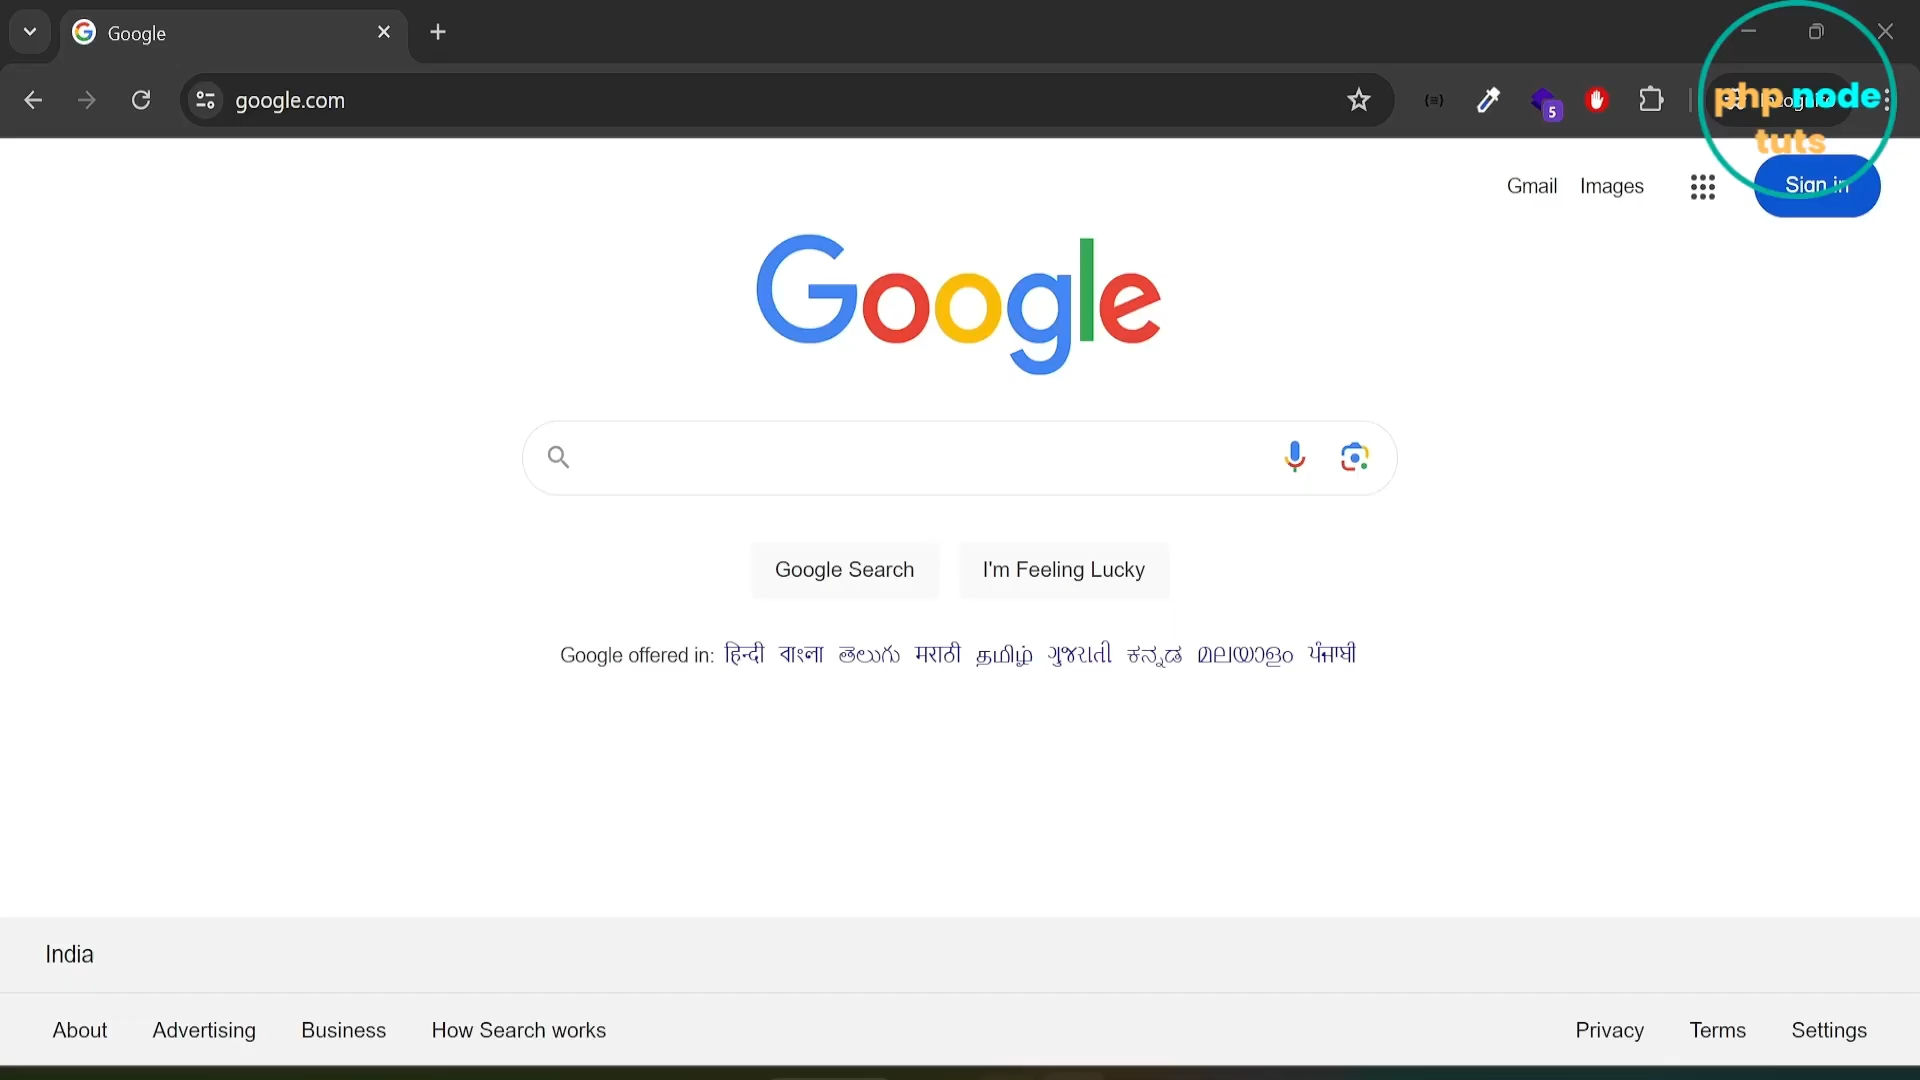 Google
google.com
5
php node
tuts
Gmail Images Sign in
Google
Google Search I'm Feeling Lucky
Google offered in: हिन्दी বাংলা తెలుగు मराठी தமிழ் ગુજરાતી ಕನ್ನಡ മലയാളം ਪੰਜਾਬੀ
India
About Advertising Business How Search works Privacy Terms Settings